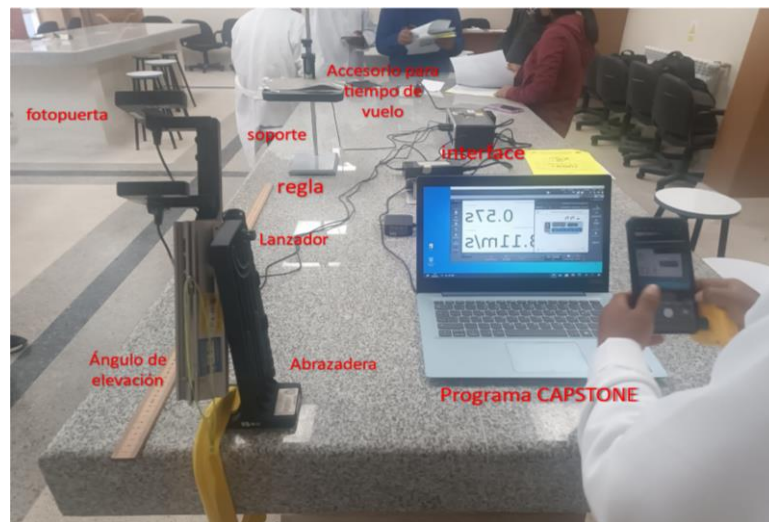 Accesorio para
tiempo de
vuelo
fotopuerta
soporte
interface
regla
0.57s
3.11m/s
Lanzador
Ángulo de
elevación
Abrazadera
Programa CAPSTONE